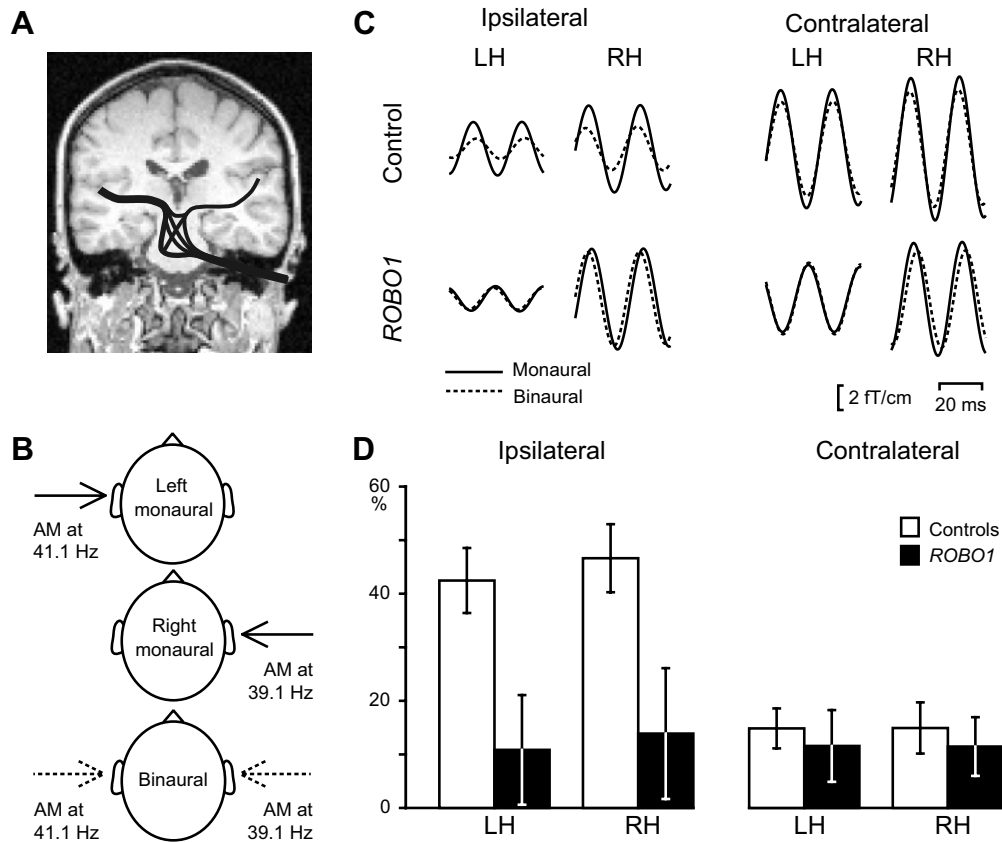 A
B
Left
monaural
AM at
41.1 Hz
Right
monaural
AM at
39.1 Hz
Binaural
AM at
41.1 Hz
AM at
39.1 Hz
C
Ipsilateral
Contralateral
LH
RH
LH
RH
Control
ROBO1
Monaural
Binaural
2 fT/cm
20 ms
D
Ipsilateral
Contralateral
60
%
40
20
0
Controls
ROBO1
LH
RH
LH
RH